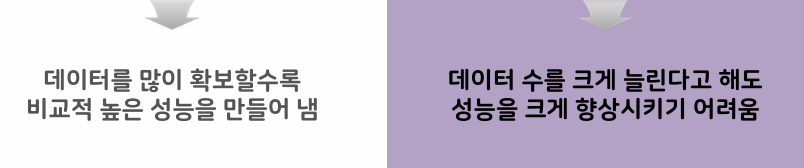 데이터를 많이 확보할수록
비교적 높은 성능을 만들어 냄
데이터 수를 크게 늘린다고 해도
성능을 크게 향상시키기 어려움